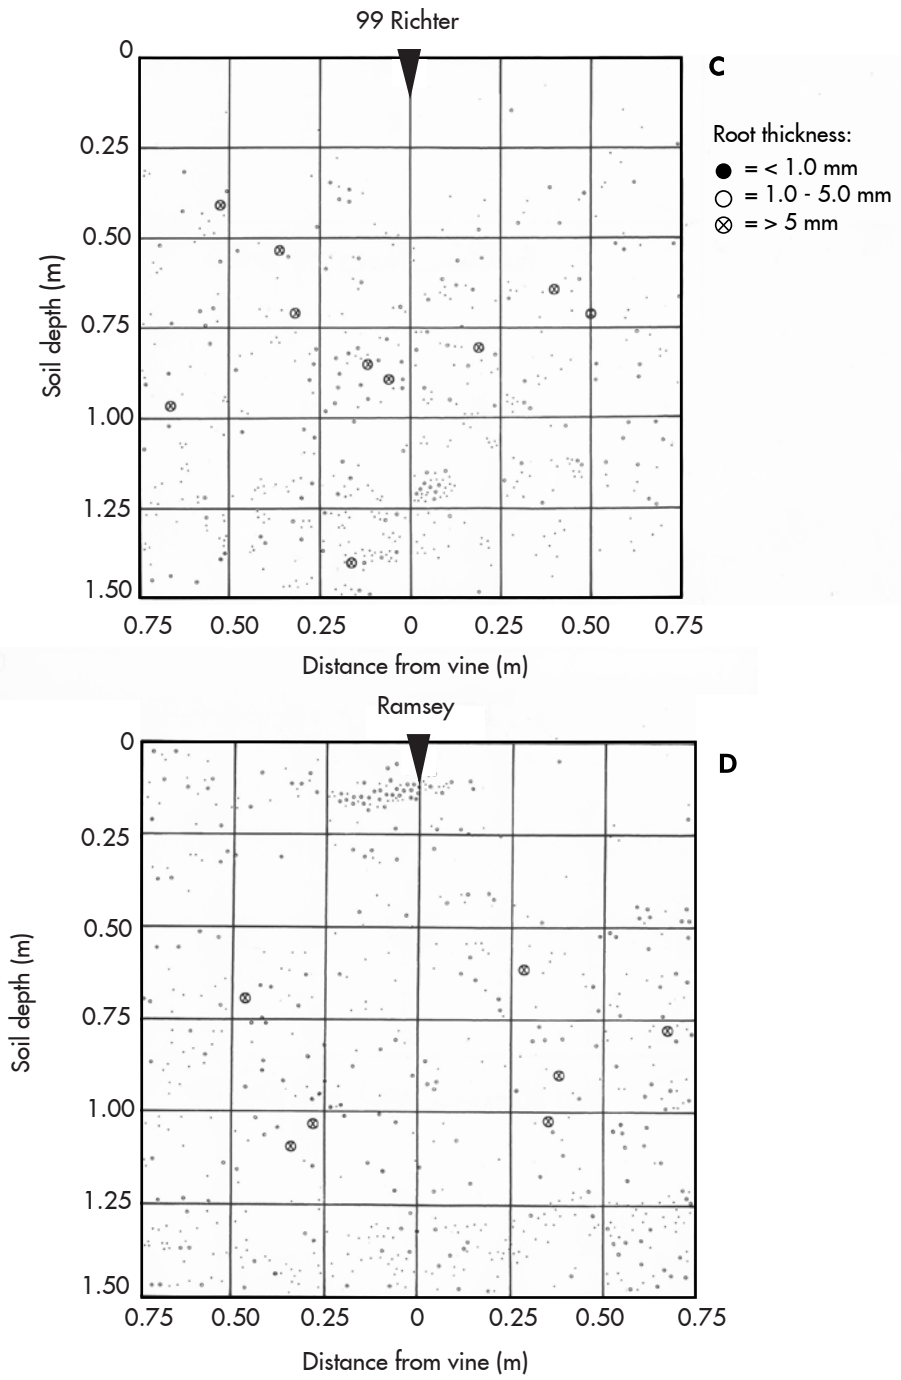 99 Richter
C
Root thickness:
= < 1.0 mm
= 1.0 - 5.0 mm
= > 5 mm
0
0.25
0.50
0.75
1.00
1.25
1.50
Soil depth (m)
0.75 0.50 0.25 0 0.25 0.50 0.75
Distance from vine (m)
Ramsey
D
0
0.25
0.50
0.75
1.00
1.25
1.50
Soil depth (m)
0.75 0.50 0.25 0 0.25 0.50 0.75
Distance from vine (m)